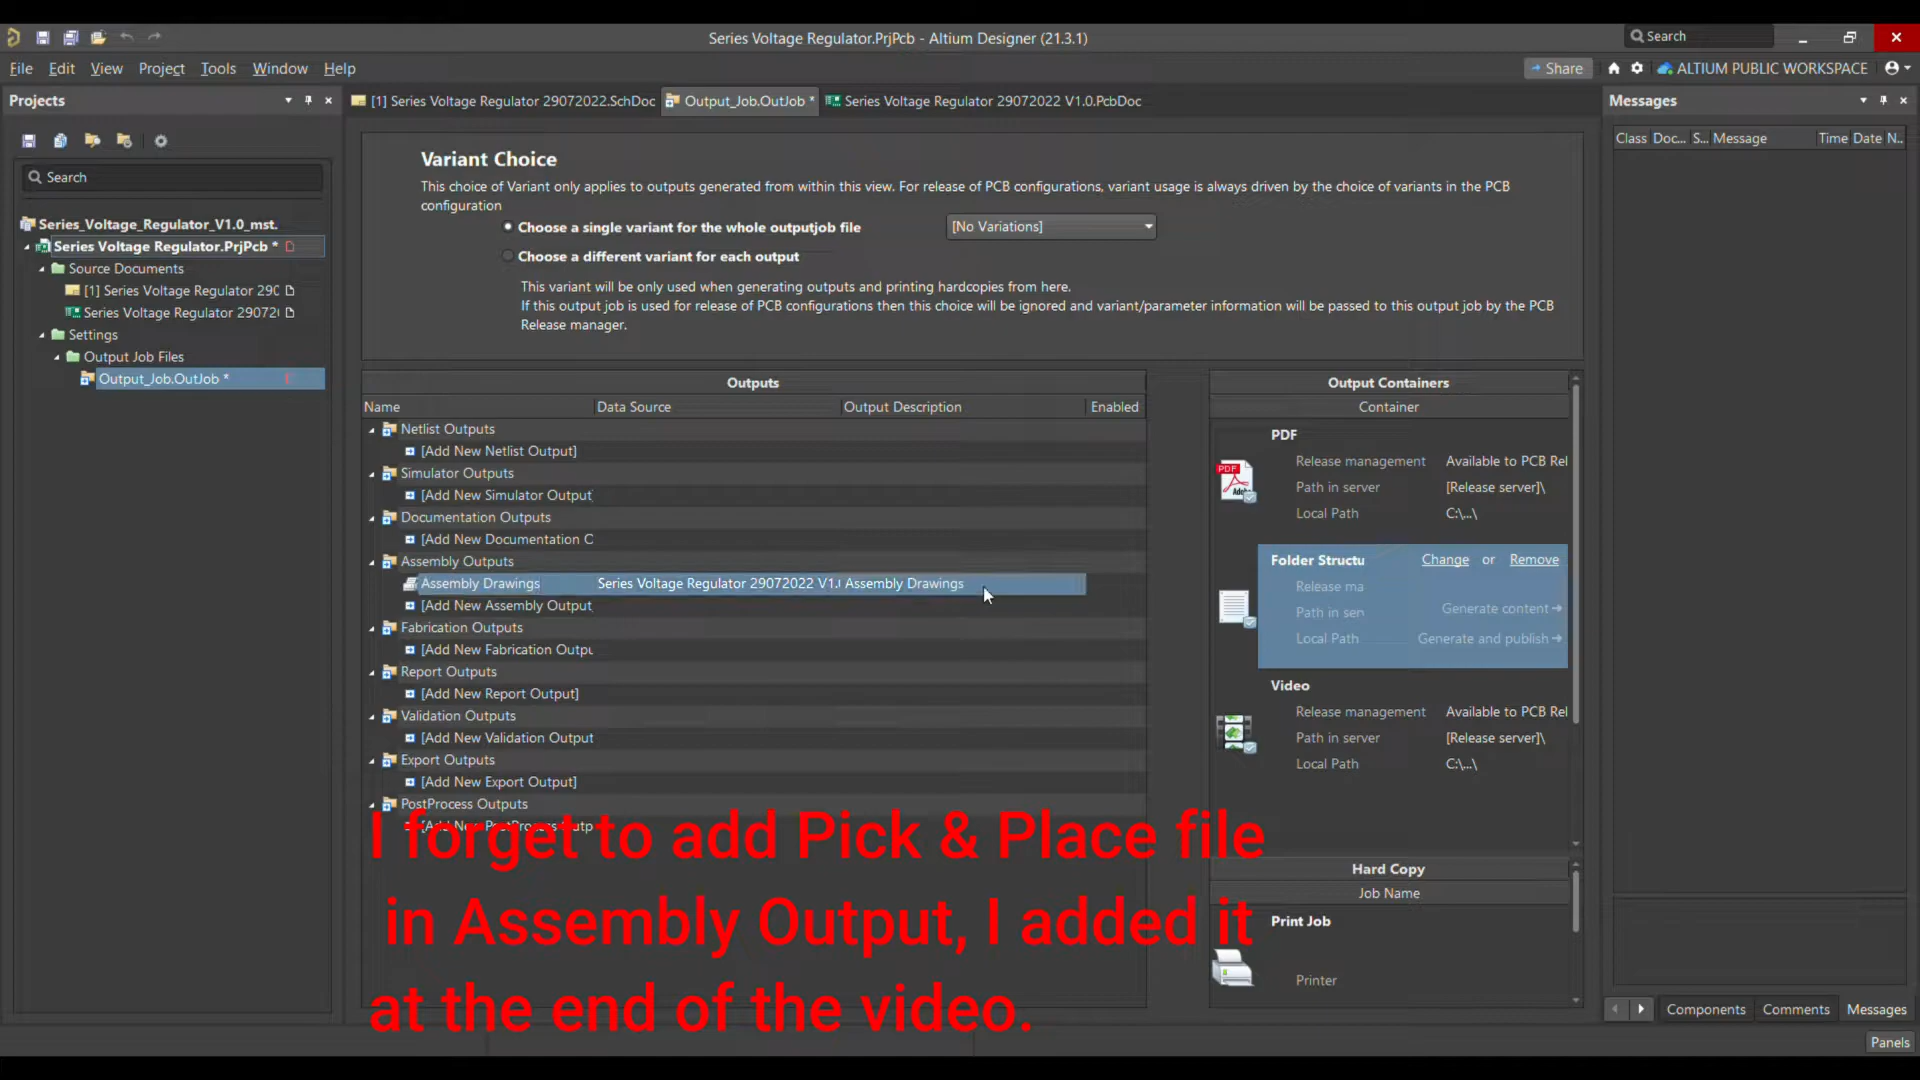 Series Voltage Regulator.PrjPcb - Altium Designer (21.3.1)
Search
File Edit View Project Tools Window Help
Share
ALTIUM PUBLIC WORKSPACE
Projects
[1] Series Voltage Regulator 29072022.SchDoc
Output_Job.OutJob *
Series Voltage Regulator 29072022 V1.0.PcbDoc
Messages
Class Doc... S... Message Time Date N..
Search
Series_Voltage_Regulator_V1.0_mst.
Series Voltage Regulator.PrjPcb *
Source Documents
[1] Series Voltage Regulator 290
Series Voltage Regulator 29072
Settings
Output Job Files
Output_Job.OutJob *
Variant Choice
This choice of Variant only applies to outputs generated from within this view. For release of PCB configurations, variant usage is always driven by the choice of variants in the PCB
configuration
Choose a single variant for the whole outputjob file
[No Variations]
Choose a different variant for each output
This variant will be only used when generating outputs and printing hardcopies from here.
If this output job is used for release of PCB configurations then this choice will be ignored and variant/parameter information will be passed to this output job by the PCB
Release manager.
Outputs
Name Data Source Output Description Enabled
Netlist Outputs
[Add New Netlist Output]
Simulator Outputs
[Add New Simulator Output]
Documentation Outputs
[Add New Documentation O
Assembly Outputs
Assembly Drawings Series Voltage Regulator 29072022 V1.0 Assembly Drawings
[Add New Assembly Output]
Fabrication Outputs
[Add New Fabrication Outpu
Report Outputs
[Add New Report Output]
Validation Outputs
[Add New Validation Output
Export Outputs
[Add New Export Output]
PostProcess Outputs
[Add New PostProcess Outp
Output Containers
Container
PDF
Release management Available to PCB Rel
Path in server [Release server]\
Local Path C:\...\
Folder Structu Change or Remove
Release ma
Path in ser Generate content
Local Path Generate and publish
Video
Release management Available to PCB Rel
Path in server [Release server]\
Local Path C:\...\
Hard Copy
Job Name
Print Job
Printer
I forget to add Pick & Place file
in Assembly Output, I added it
at the end of the video.
Components Comments Messages
Panels